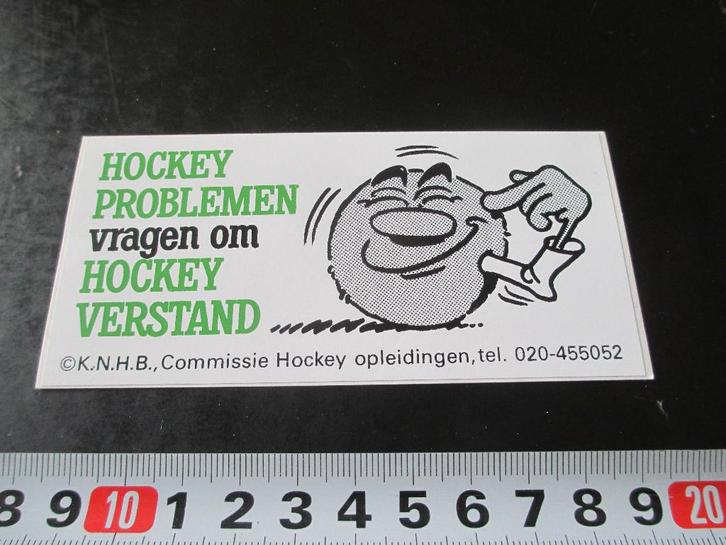 HOCKEY
PROBLEMEN
vragen om
HOCKEY
VERSTAND
©K.N.H.B., Commissie Hockey opleidingen, tel. 020-455052
8 9 10 1 2 3 4 5 6 7 8 9 20